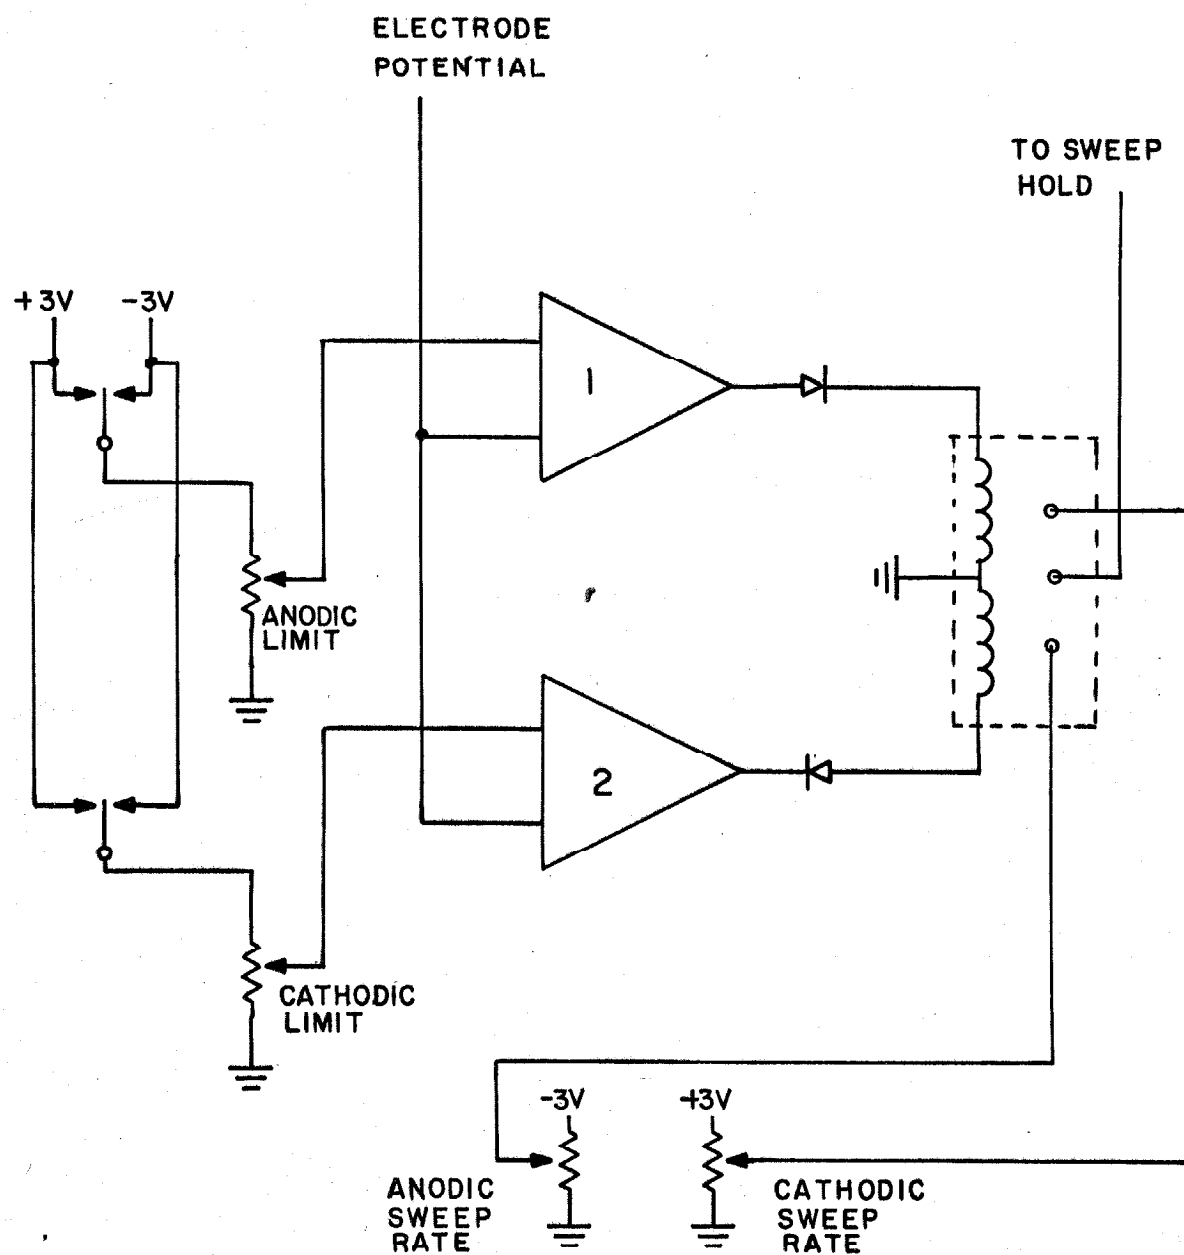 ELECTRODE
POTENTIAL
TO SWEEP
HOLD
+3V
-3V
1
ANODIC
LIMIT
2
CATHODIC
LIMIT
-3V
+3V
ANODIC
SWEEP
RATE
CATHODIC
SWEEP
RATE